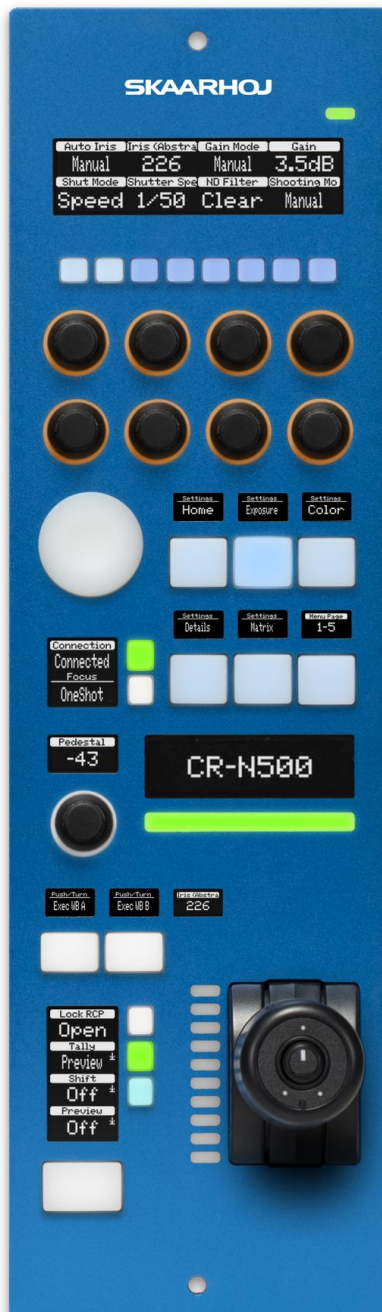 SKAARHOJ
Auto Iris Iris (Abstra Gain Mode Gain
Manual 226 Manual 3.5dB
Shut Mode Shutter Spe ND Filter Shooting Mo
Speed 1/50 Clear Manual
Settings Settings Settings
Home Exposure Color
Settings Settings Menu Page
Details Matrix 1-5
Connection
Connected
Focus
OneShot
Pedestal
-43
CR-N500
Push/Turn Push/Turn Iris (Abstra
Exec WB A Exec WB B 226
Lock RCP
Open
Tally
Preview
Shift
Off
Preview
Off